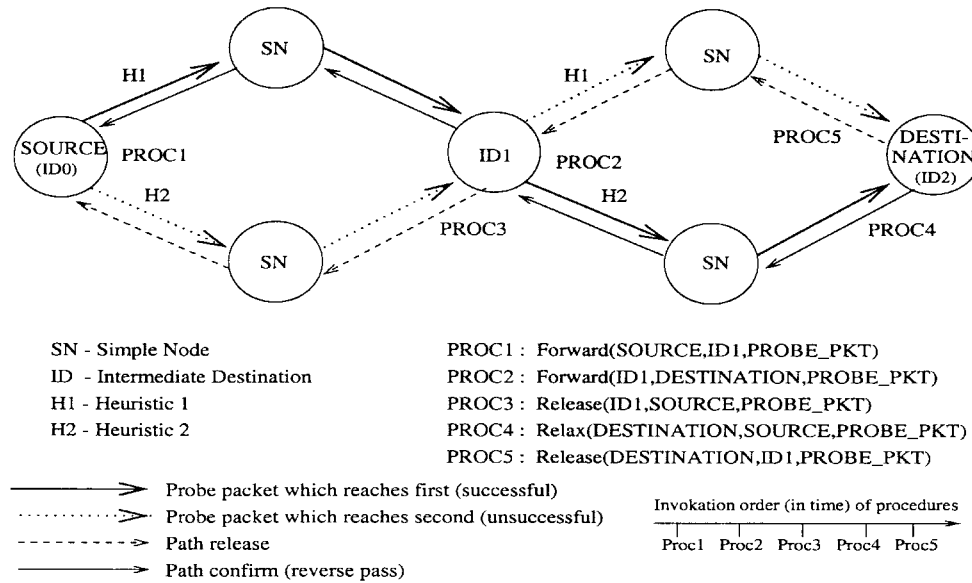 SN
SN
H1
H1
SOURCE
(ID0)
PROC1
ID1
PROC2
PROC5
DESTI-
NATION
(ID2)
H2
H2
PROC3
PROC4
SN
SN
SN - Simple Node
ID - Intermediate Destination
H1 - Heuristic 1
H2 - Heuristic 2
PROC1 : Forward(SOURCE,ID1,PROBE_PKT)
PROC2 : Forward(ID1,DESTINATION,PROBE_PKT)
PROC3 : Release(ID1,SOURCE,PROBE_PKT)
PROC4 : Relax(DESTINATION,SOURCE,PROBE_PKT)
PROC5 : Release(DESTINATION,ID1,PROBE_PKT)
Probe packet which reaches first (successful)
Probe packet which reaches second (unsuccessful)
Path release
Path confirm (reverse pass)
Invokation order (in time) of procedures
Proc1 Proc2 Proc3 Proc4 Proc5